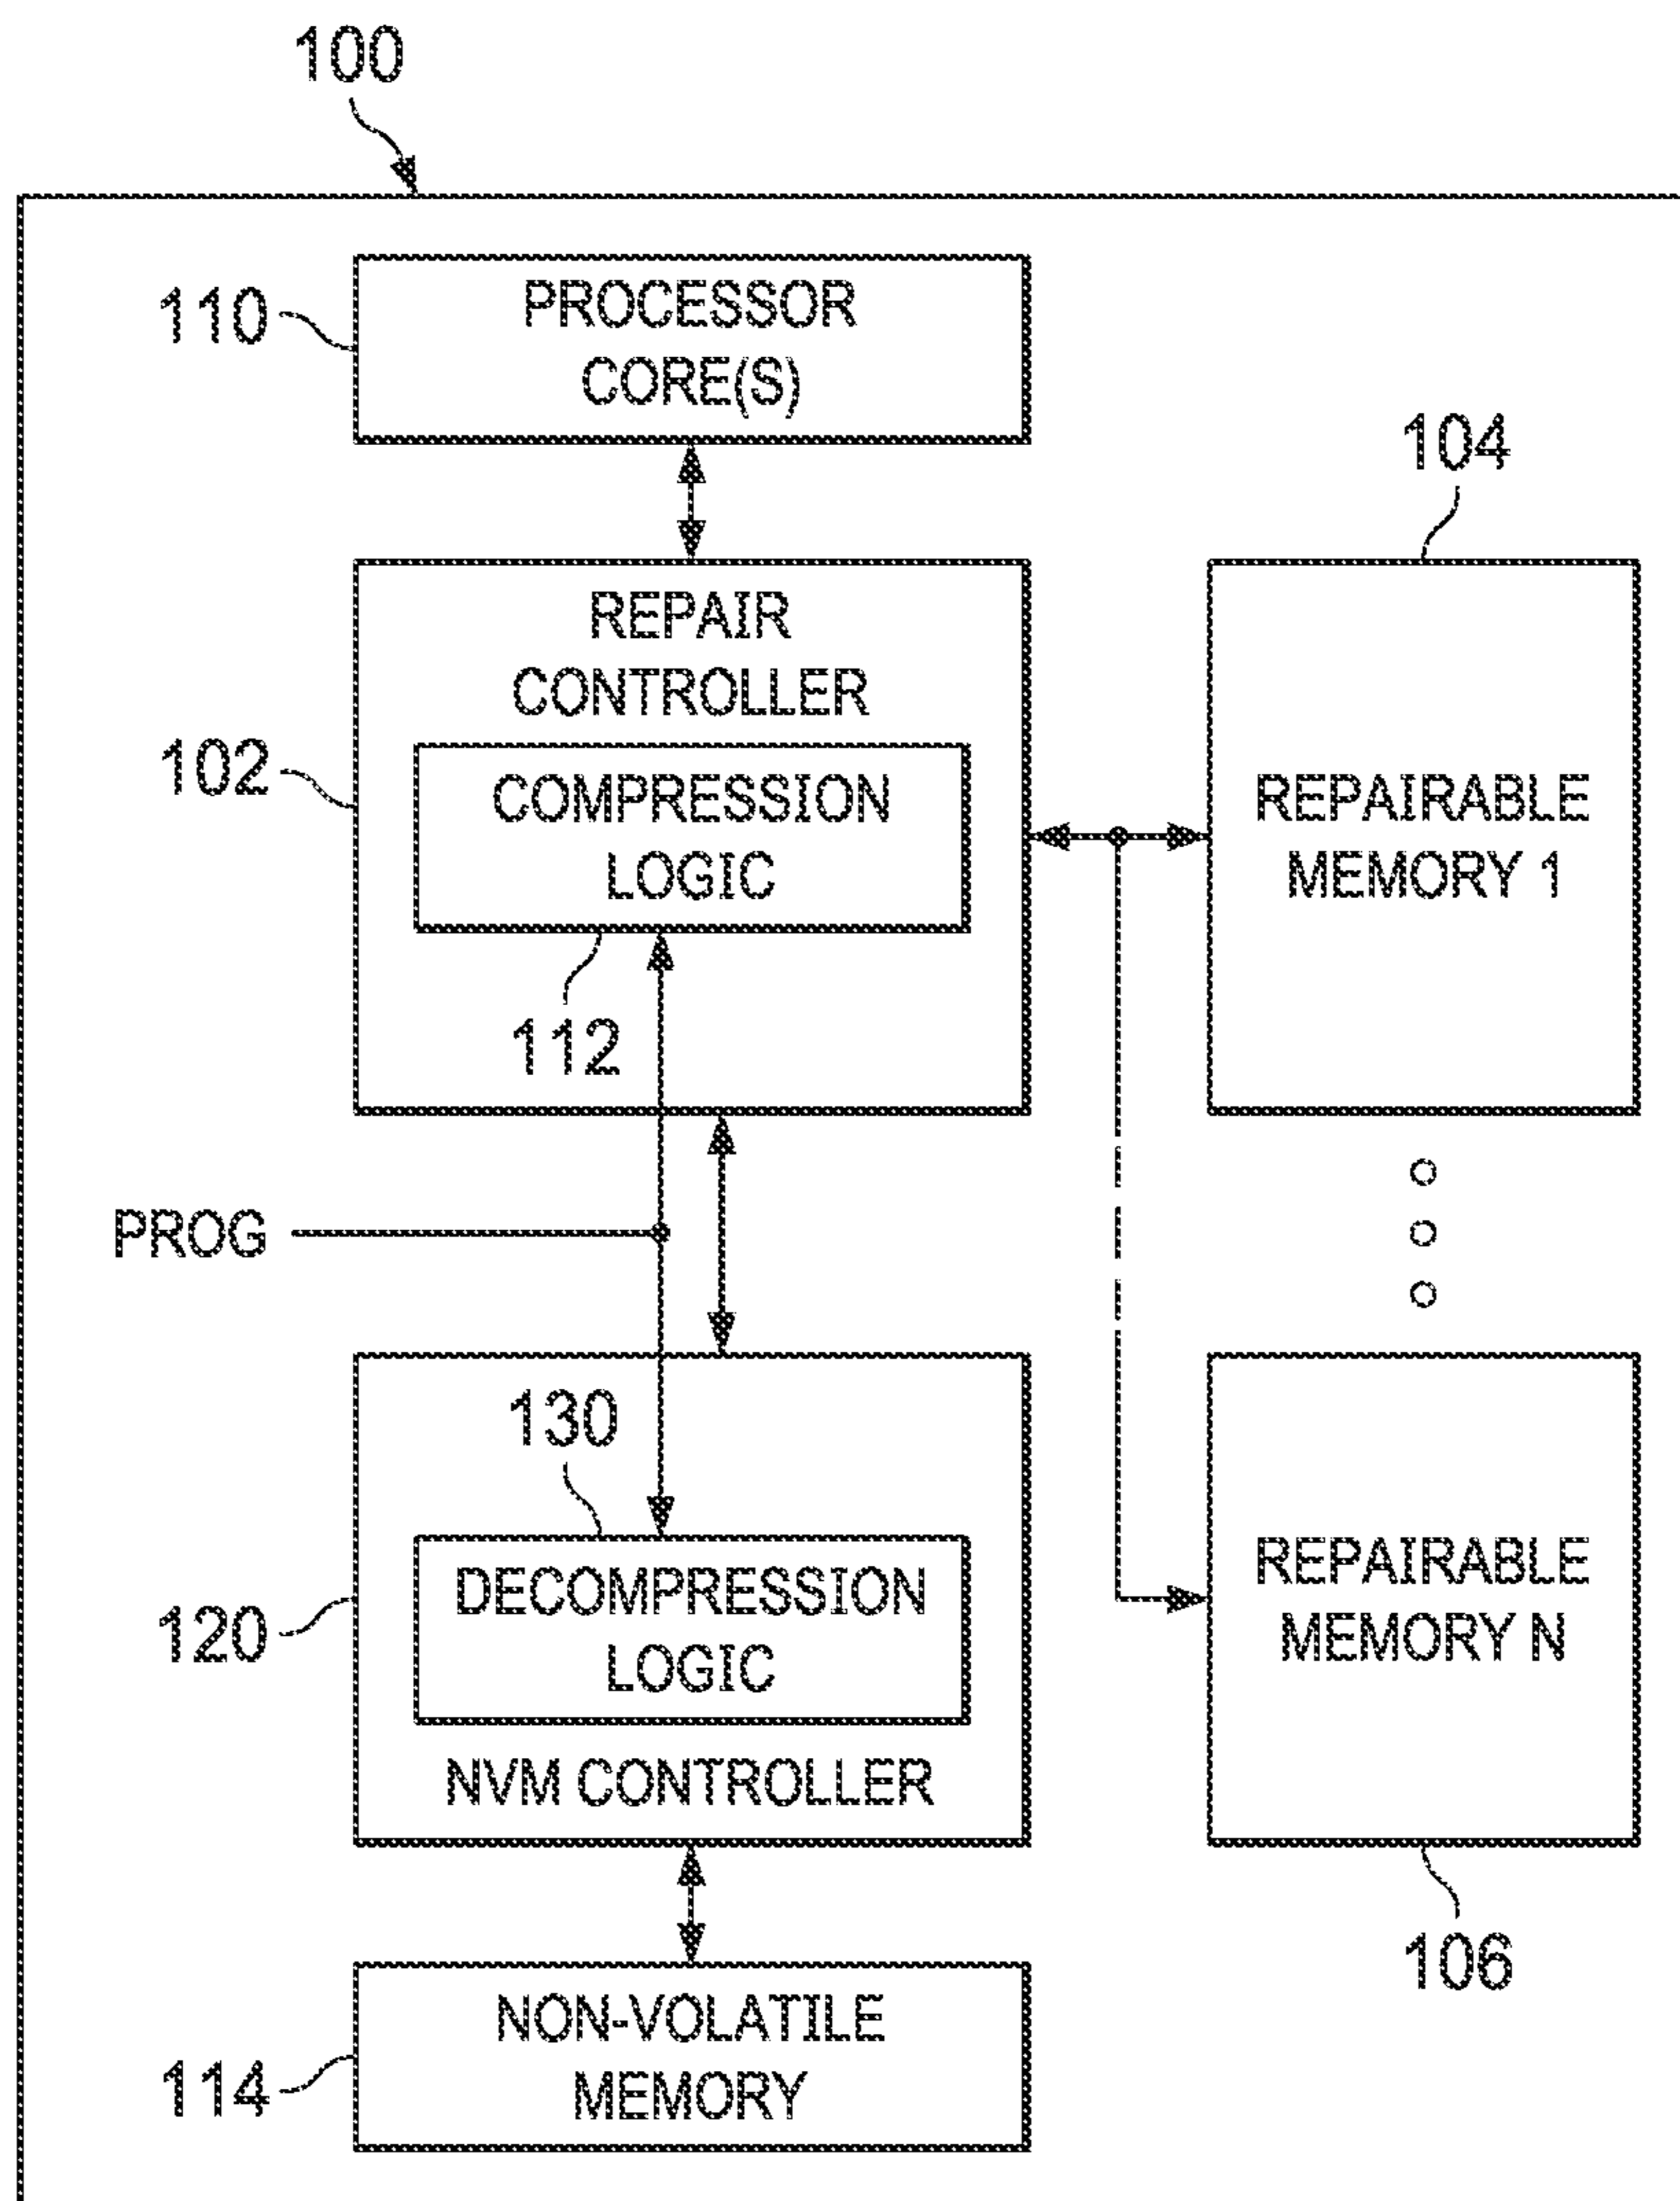 100
110
PROCESSOR
CORE(S)
104
REPAIR
CONTROLLER
102
COMPRESSION
LOGIC
REPAIRABLE
MEMORY 1
112
PROG
130
120
DECOMPRESSION
LOGIC
NVM CONTROLLER
REPAIRABLE
MEMORY N
106
114
NON-VOLATILE
MEMORY